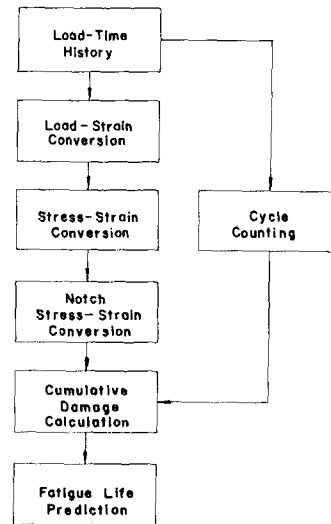 Load-Time
History
Load-Strain
Conversion
Stress-Strain
Conversion
Cycle
Counting
Notch
Stress-Strain
Conversion
Cumulative
Damage
Calculation
Fatigue Life
Prediction